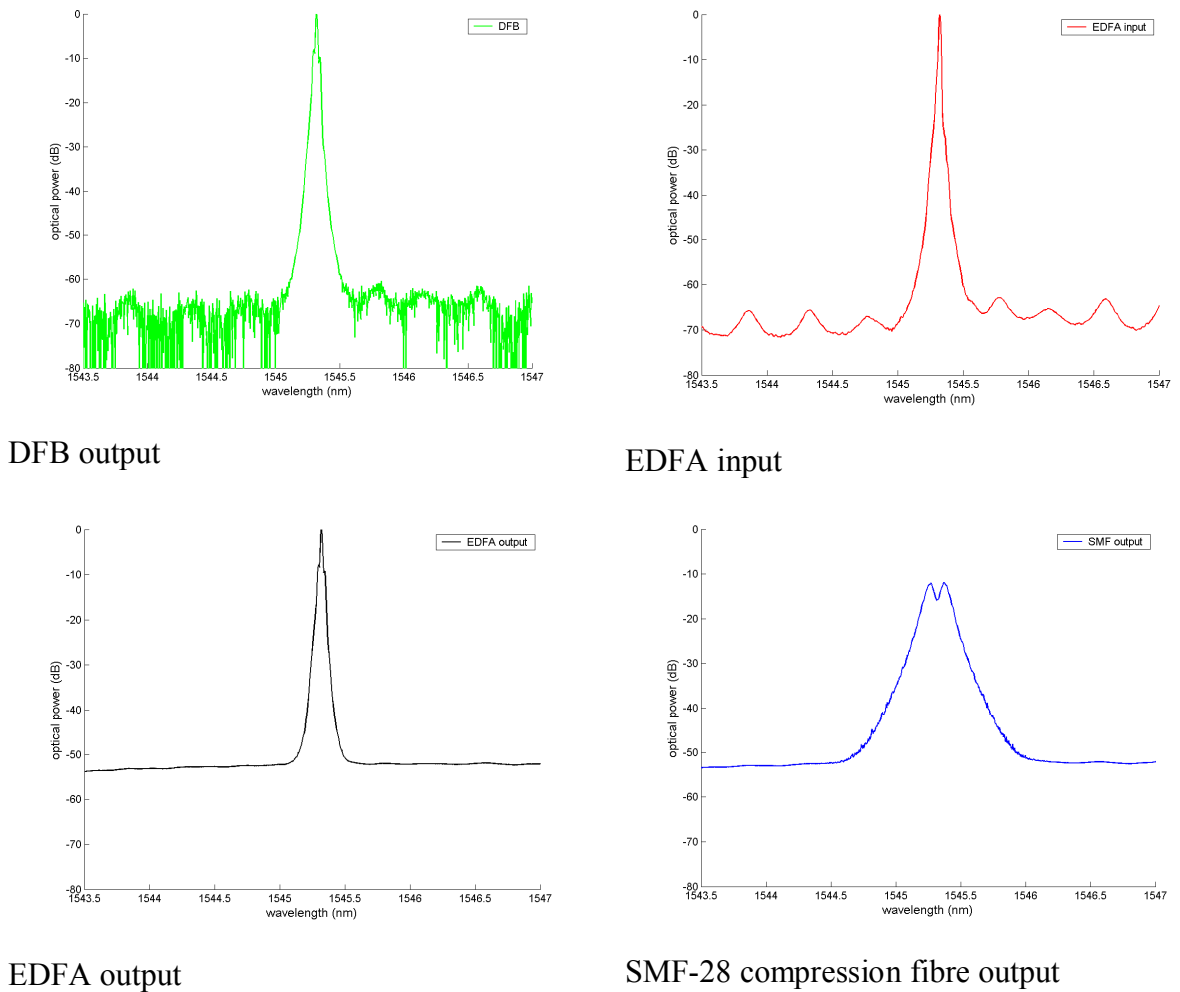 DFB
0
-10
-20
-30
-40
-50
-60
-70
-80
optical power (dB)
1543.5 1544 1544.5 1545 1545.5 1546 1546.5 1547
wavelength (nm)
DFB output
EDFA input
0
-10
-20
-30
-40
-50
-60
-70
-80
optical power (dB)
1543.5 1544 1544.5 1545 1545.5 1546 1546.5 1547
wavelength (nm)
EDFA input
EDFA output
0
-10
-20
-30
-40
-50
-60
-70
-80
optical power (dB)
1543.5 1544 1544.5 1545 1545.5 1546 1546.5 1547
wavelength (nm)
EDFA output
SMF output
0
-10
-20
-30
-40
-50
-60
-70
-80
optical power (dB)
1543.5 1544 1544.5 1545 1545.5 1546 1546.5 1547
wavelength (nm)
SMF-28 compression fibre output